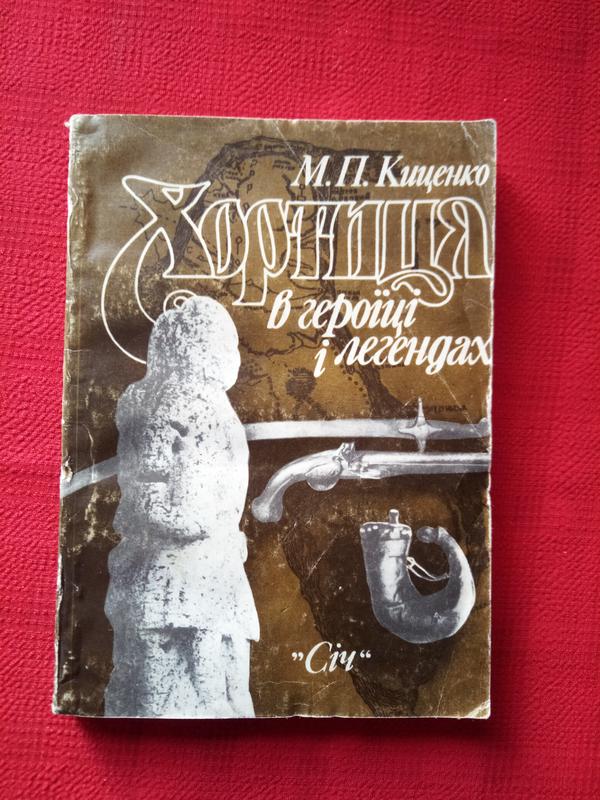 М. П. Киценко
Хортиця
в героїці
і легендах
"Січ"